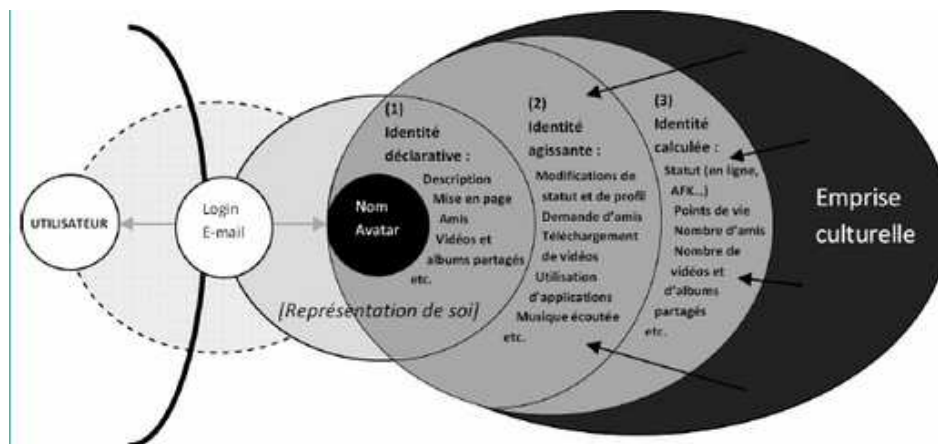 UTILISATEUR
Login
E-mail
Nom
Avatar
[Représentation de soi]
(1)
Identité
déclarative :
Description
Mise en page
Amis
Vidéos et
albums partagés
etc.
(2)
Identité
agissante :
Modifications de
statut et de profil
Demande d'amis
Téléchargement
de vidéos
Utilisation
d'applications
Musique écoutée
etc.
(3)
Identité
calculée :
Statut (en ligne,
AFK...)
Points de vie
Nombre d'amis
Nombre de
vidéos et
d'albums
partagés
etc.
Emprise
culturelle